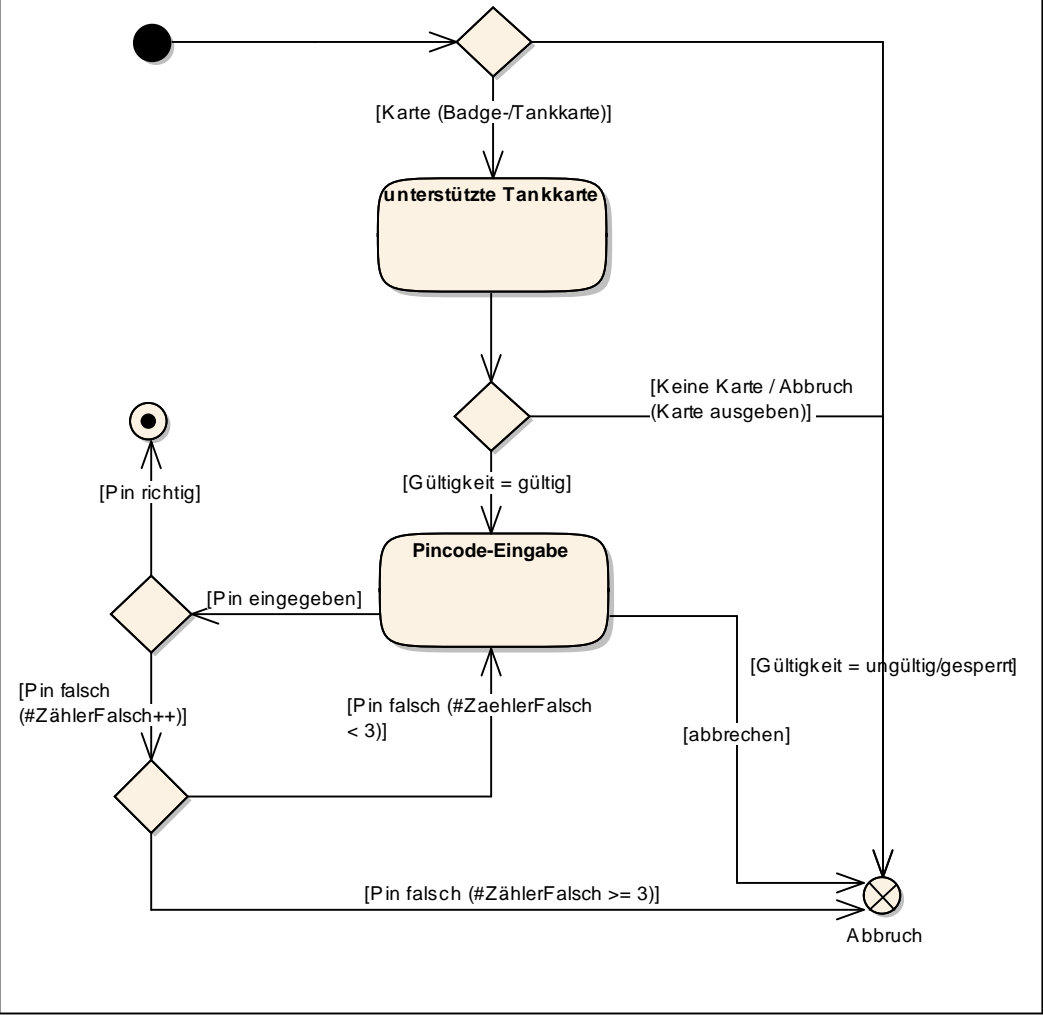 [Karte (Badge-/Tankkarte)]
unterstützte Tankkarte
[Keine Karte / Abbruch
(Karte ausgeben)]
[Gültigkeit = gültig]
[Pin richtig]
Pincode-Eingabe
[Pin eingegeben]
[Gültigkeit = ungültig/gesperrt]
[Pin falsch
(#ZählerFalsch++)]
[Pin falsch (#ZaehlerFalsch
< 3)]
[abbrechen]
[Pin falsch (#ZählerFalsch >= 3)]
Abbruch